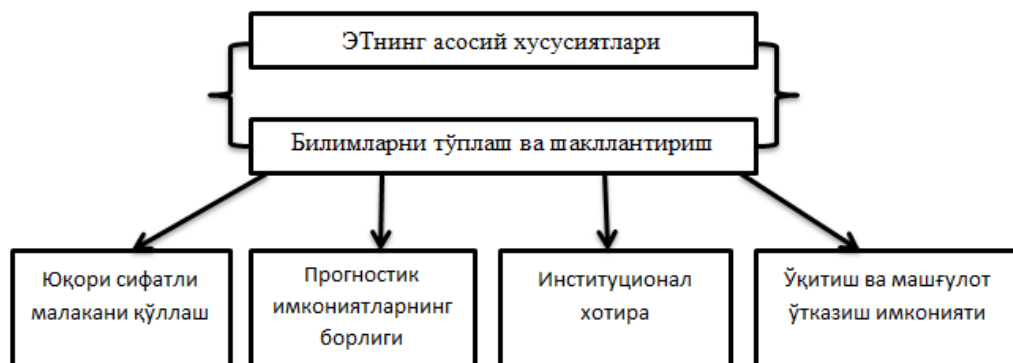 ЭТнинг асосий хусусиятлари
Билимларни тўплаш ва шакллантириш
Юқори сифатли
малакани қўллаш
Прогностик
имкониятларнинг
борлиги
Институционал
хотира
Ўқитиш ва машғулот
ўтказиш имконияти